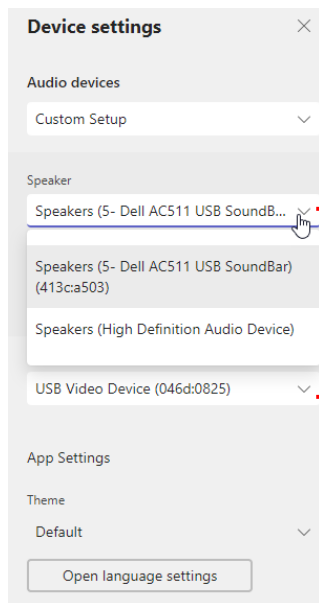 Device settings
Audio devices
Custom Setup
Speaker
Speakers (5- Dell AC511 USB SoundB...
Speakers (5- Dell AC511 USB SoundBar)
(413c:a503)
Speakers (High Definition Audio Device)
USB Video Device (046d:0825)
App Settings
Theme
Default
Open language settings